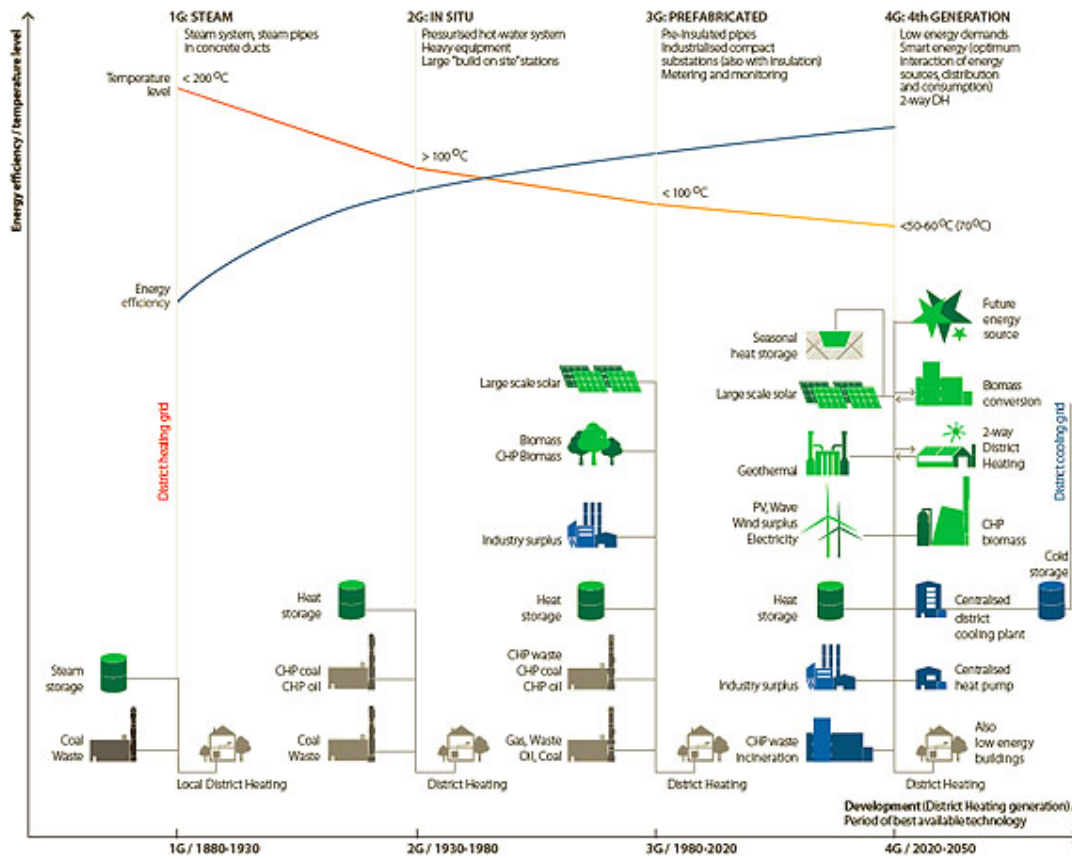 1G: STEAM
Steam system, steam pipes
In concrete ducts
2G: IN SITU
Pressurised hot-water system
Heavy equipment
Large "build on site" stations
3G: PREFABRICATED
Pre-insulated pipes
Industrialised compact
substations (also with insulation)
Metering and monitoring
4G: 4th GENERATION
Low energy demands
Smart energy (optimum
Interaction of energy
sources, distribution
and consumption)
2-way DH
Energy efficiency / temperature level
Temperature
level
< 200 °C
> 100 °C
< 100 °C
<50-60 °C (70°C)
Energy
efficiency
District heating grid
District cooling grid
Steam
storage
Coal
Waste
Local District Heating
Heat
storage
CHP coal
CHP oil
Coal
Waste
District Heating
Large scale solar
Biomass
CHP Biomass
Industry surplus
Heat
storage
CHP waste
CHP coal
CHP oil
Gas, Waste
Oil, Coal
District Heating
Seasonal
heat storage
Large scale solar
Geothermal
PV, Wave
Wind surplus
Electricity
Heat
storage
Industry surplus
CHP waste
Incineration
Future
energy
source
Biomass
conversion
2-way
District
Heating
CHP
biomass
Cold
storage
Centralised
district
cooling plant
Centralised
heat pump
Also
low energy
buildings
District Heating
Development (District Heating generation) /
Period of best available technology
1G / 1880-1930
2G / 1930-1980
3G / 1980-2020
4G / 2020-2050